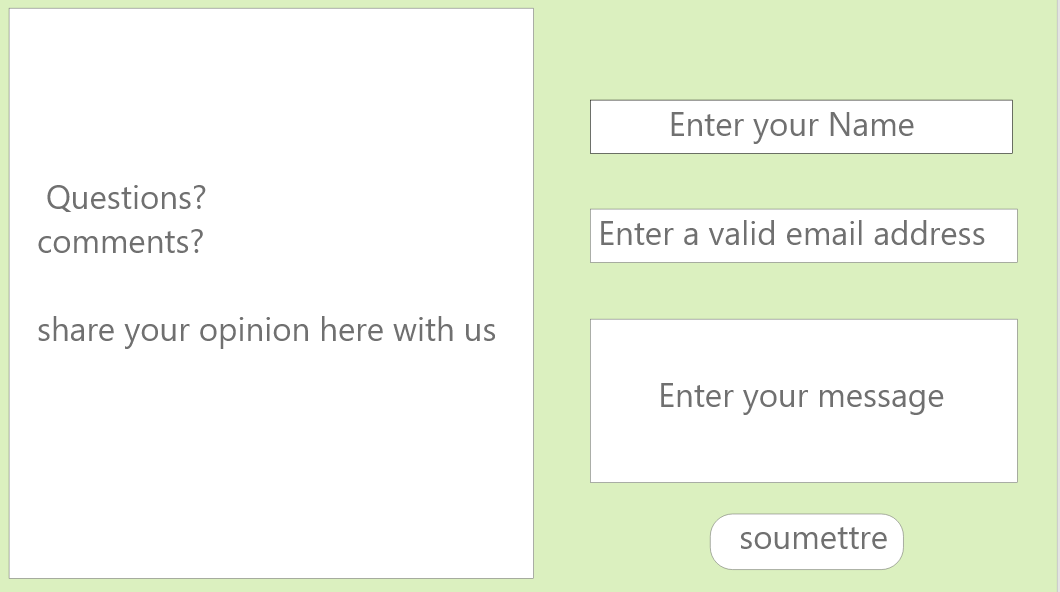 Questions?
comments?
share your opinion here with us
Enter your Name
Enter a valid email address
Enter your message
soumettre